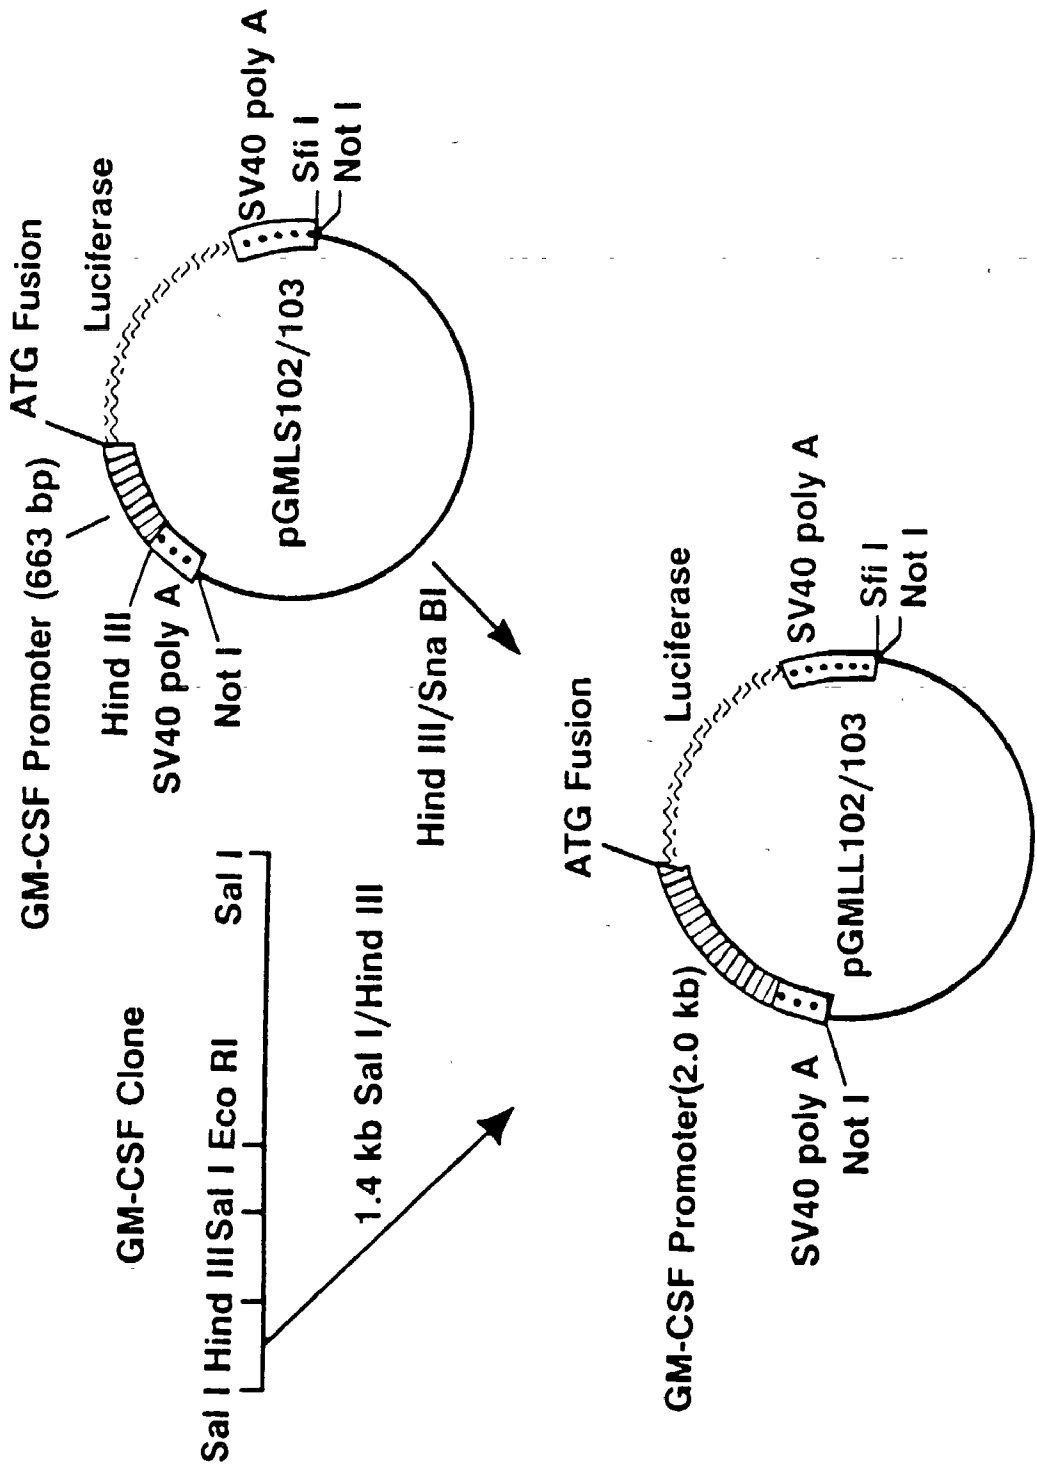 GM-CSF Clone
Sal I Hind III Sal I Eco RI Sal I
1.4 kb Sal I/Hind III
GM-CSF Promoter (663 bp)
ATG Fusion
Luciferase
Hind III
SV40 poly A
Not I
SV40 poly A
Sfi I
Not I
pGMLS102/103
Hind III/Sna BI
GM-CSF Promoter(2.0 kb)
ATG Fusion
Luciferase
SV40 poly A
Not I
SV40 poly A
Sfi I
Not I
pGMLL102/103